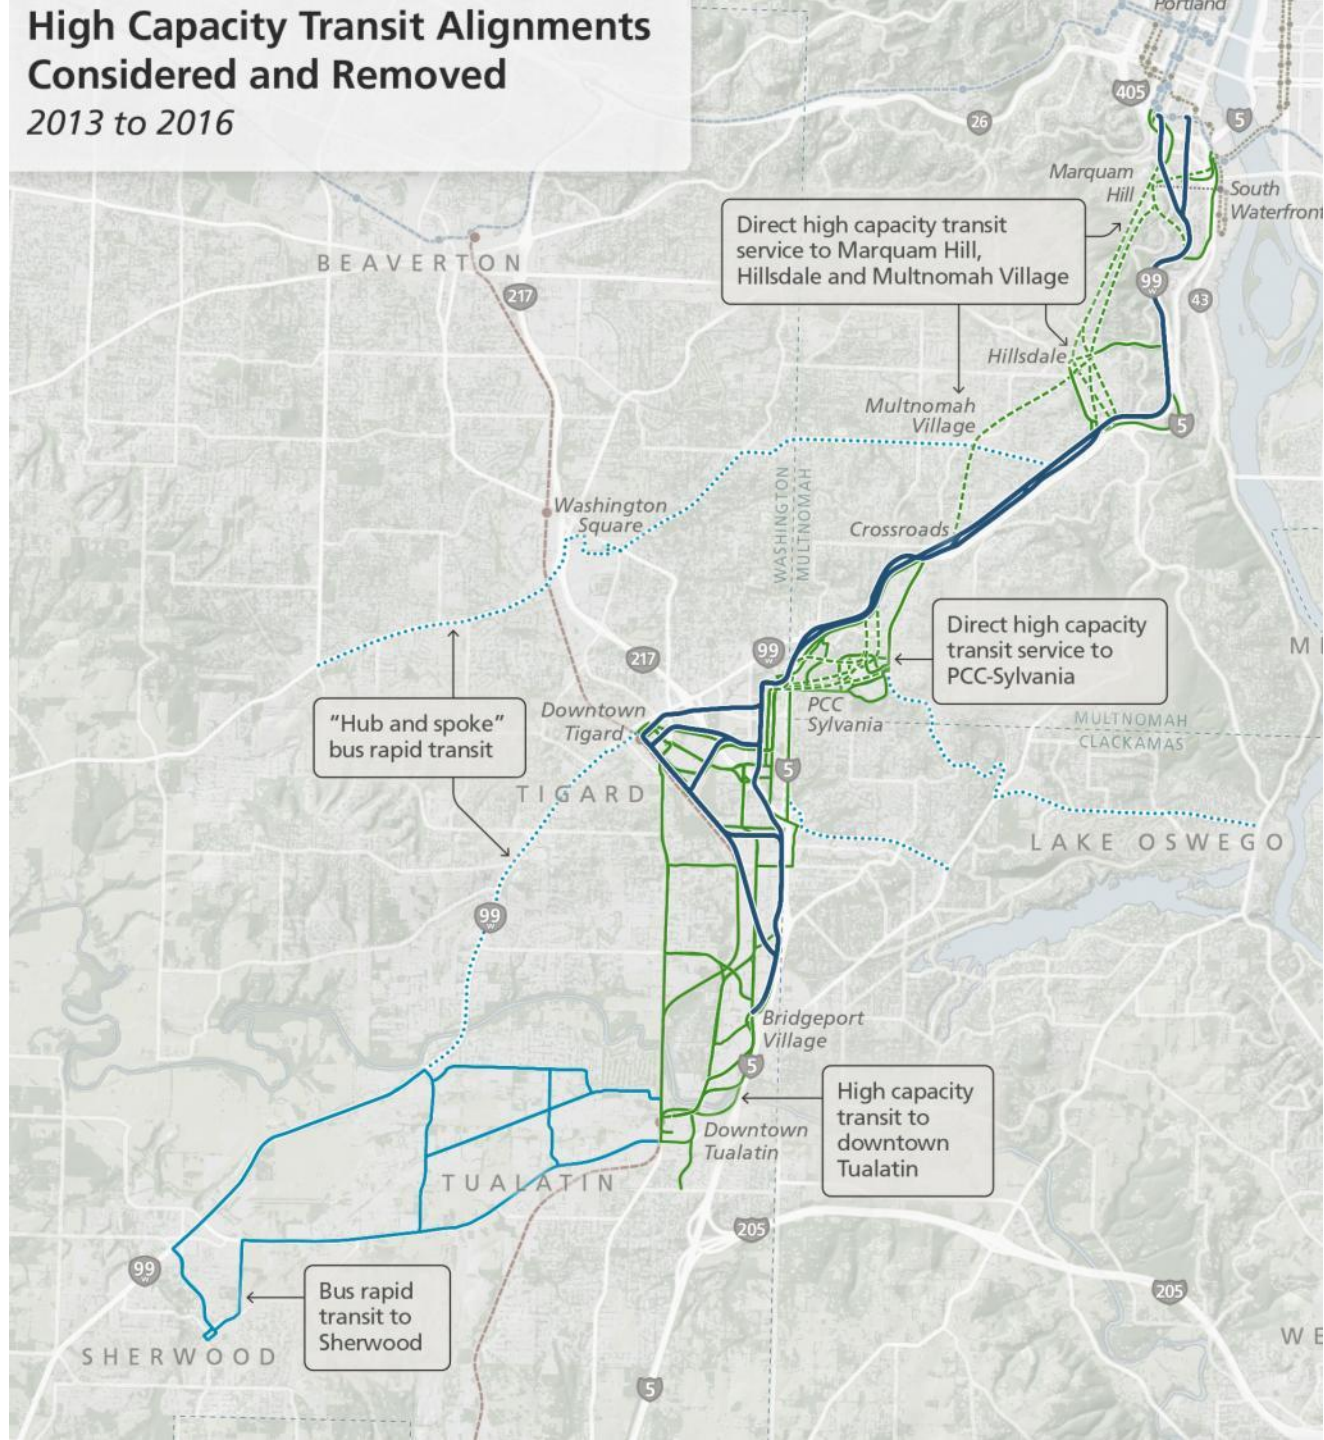 High Capacity Transit Alignments
Considered and Removed
2013 to 2016
Portland
405
26
5
Marquam
Hill
South
Waterfront
Direct high capacity transit
service to Marquam Hill,
Hillsdale and Multnomah Village
BEAVERTON
217
99
W
43
Hillsdale
Multnomah
Village
5
Washington
Square
WASHINGTON
MULTNOMAH
Crossroads
Direct high capacity
transit service to
PCC-Sylvania
M
217
99
W
"Hub and spoke"
bus rapid transit
Downtown
Tigard
PCC
Sylvania
MULTNOMAH
CLACKAMAS
5
TIGARD
LAKE OSWEGO
99
W
Bridgeport
Village
5
High capacity
transit to
downtown
Tualatin
Downtown
Tualatin
TUALATIN
205
99
W
205
Bus rapid
transit to
Sherwood
SHERWOOD
WE
5